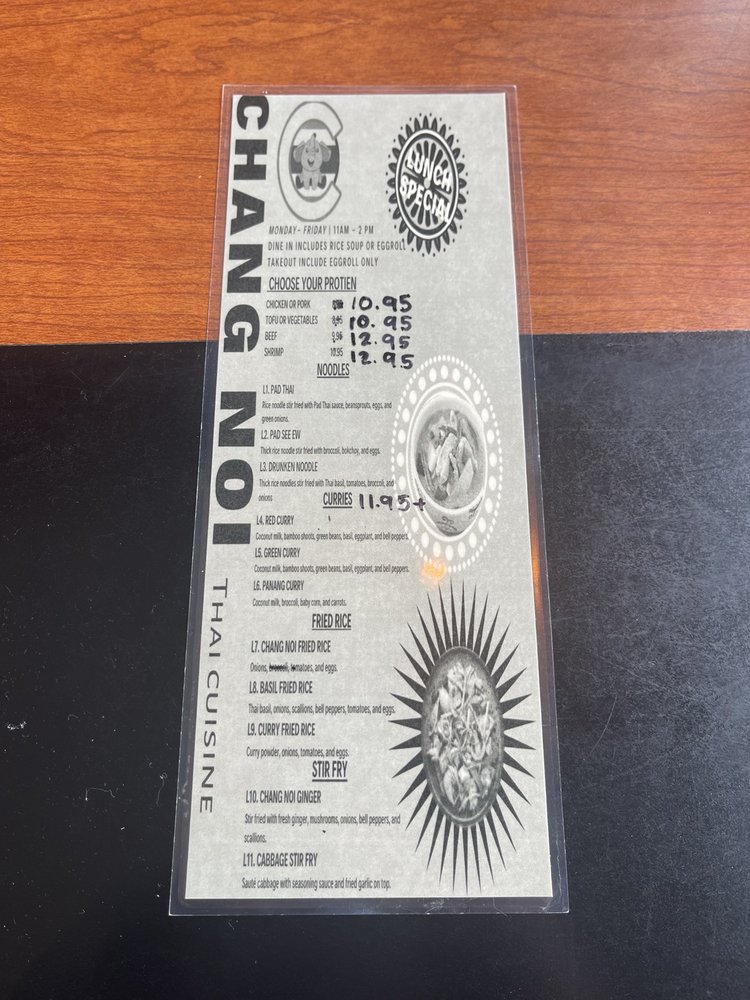 CHANG NOI
THAI CUISINE
C
LUNCH
SPECIAL
MONDAY- FRIDAY | 11AM - 2 PM
DINE IN INCLUDES RICE SOUP OR EGGROLL
TAKEOUT INCLUDE EGGROLL ONLY
CHOOSE YOUR PROTIEN
CHICKEN OR PORK 10.95
TOFU OR VEGETABLES 8.95 10.95
BEEF 9.95 12.95
SHRIMP 10.95 12.95
NOODLES
L1. PAD THAI
Rice noodle stir fried with Pad Thai sauce, beansprouts, eggs, and
green onions.
L2. PAD SEE EW
Thick rice noodle stir fried with broccoli, bokchoy, and eggs.
L3. DRUNKEN NOODLE
Thick rice noodles stir fried with Thai basil, tomatoes, broccoli, and
onions
CURRIES 11.95+
L4. RED CURRY
Coconut milk, bamboo shoots, green beans, basil, eggplant, and bell peppers.
L5. GREEN CURRY
Coconut milk, bamboo shoots, green beans, basil, eggplant, and bell peppers.
L6. PANANG CURRY
Coconut milk, broccoli, baby corn, and carrots.
FRIED RICE
L7. CHANG NOI FRIED RICE
Onions, broccoli, tomatoes, and eggs.
L8. BASIL FRIED RICE
Thai basil, onions, scallions, bell peppers, tomatoes, and eggs.
L9. CURRY FRIED RICE
Curry powder, onions, tomatoes, and eggs.
STIR FRY
L10. CHANG NOI GINGER
Stir fried with fresh ginger, mushrooms, onions, bell peppers, and
scallions.
L11. CABBAGE STIR FRY
Sauté cabbage with seasoning sauce and fried garlic on top.